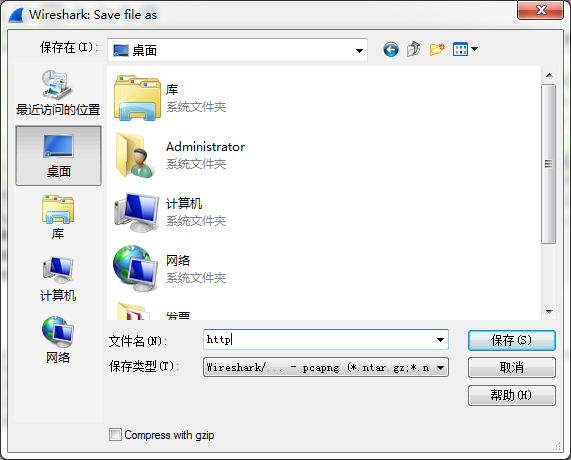 Wireshark: Save file as
保存在(I):
桌面
最近访问的位置
桌面
库
计算机
网络
库
系统文件夹
Administrator
系统文件夹
计算机
系统文件夹
网络
系统文件夹
发票
文件名(N):
http
保存(S)
保存类型(T):
Wireshark/... - pcapng (*.ntar.gz;*.n
取消
帮助(H)
Compress with gzip